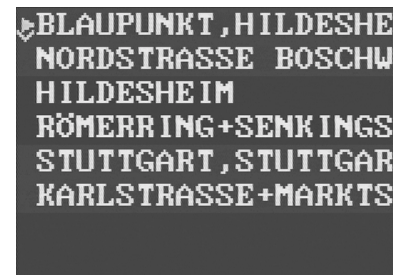 BLAUPUNKT,HILDESHE
NORDSTRASSE BOSCHW
HILDESHEIM
RÖMERRING+SENKINGS
STUTTGART,STUTTGAR
KARLSTRASSE+MARKTS